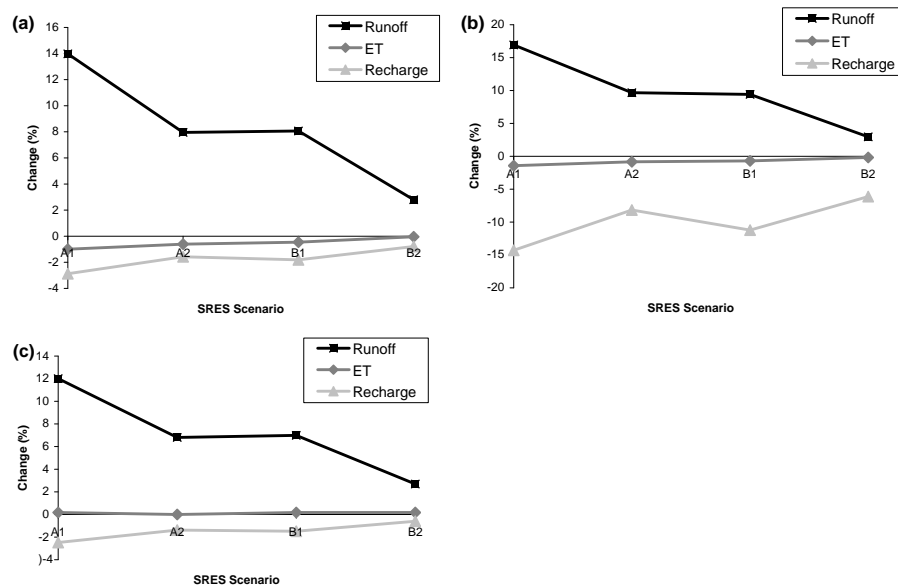 (a)
16
14
12
10
8
6
4
2
0
-2
-4
Change (%)
A1
A2
B1
B2
SRES Scenario
Runoff
ET
Recharge
(b)
20
15
10
5
0
-5
-10
-15
-20
Change (%)
A1
A2
B1
B2
SRES Scenario
Runoff
ET
Recharge
(c)
14
12
10
8
6
4
2
0
-2
)-4
Change (%)
A1
A2
B1
B2
SRES Scenario
Runoff
ET
Recharge